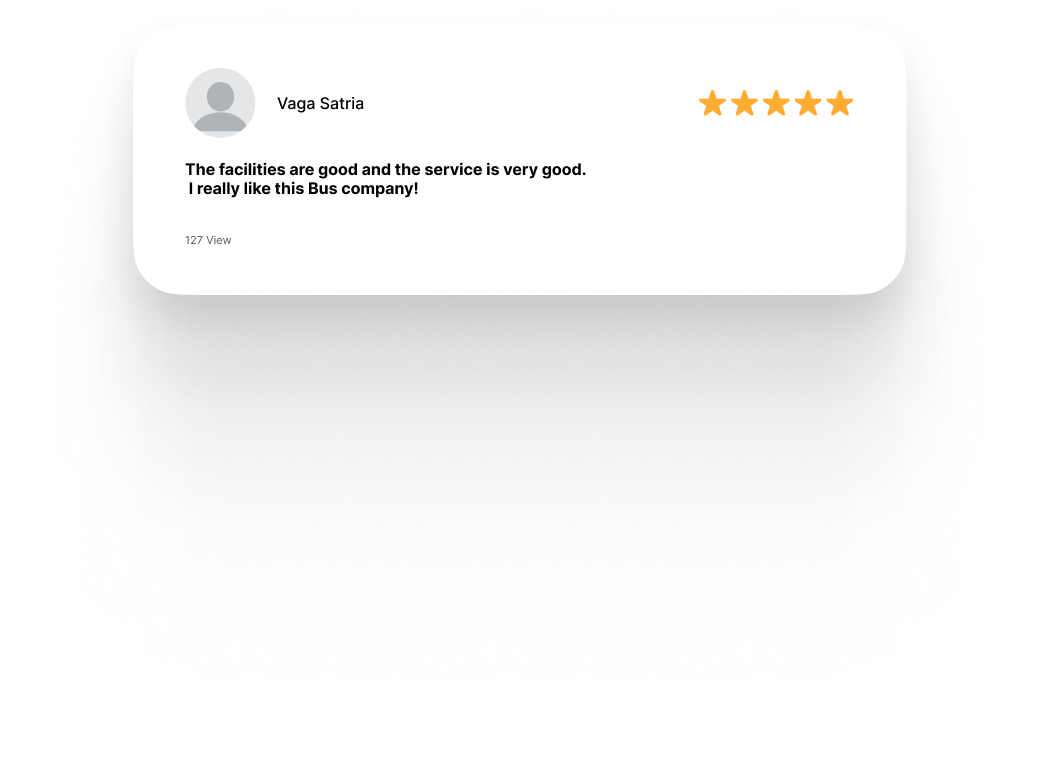 Vaga Satria
The facilities are good and the service is very good.
I really like this Bus company!
127 View